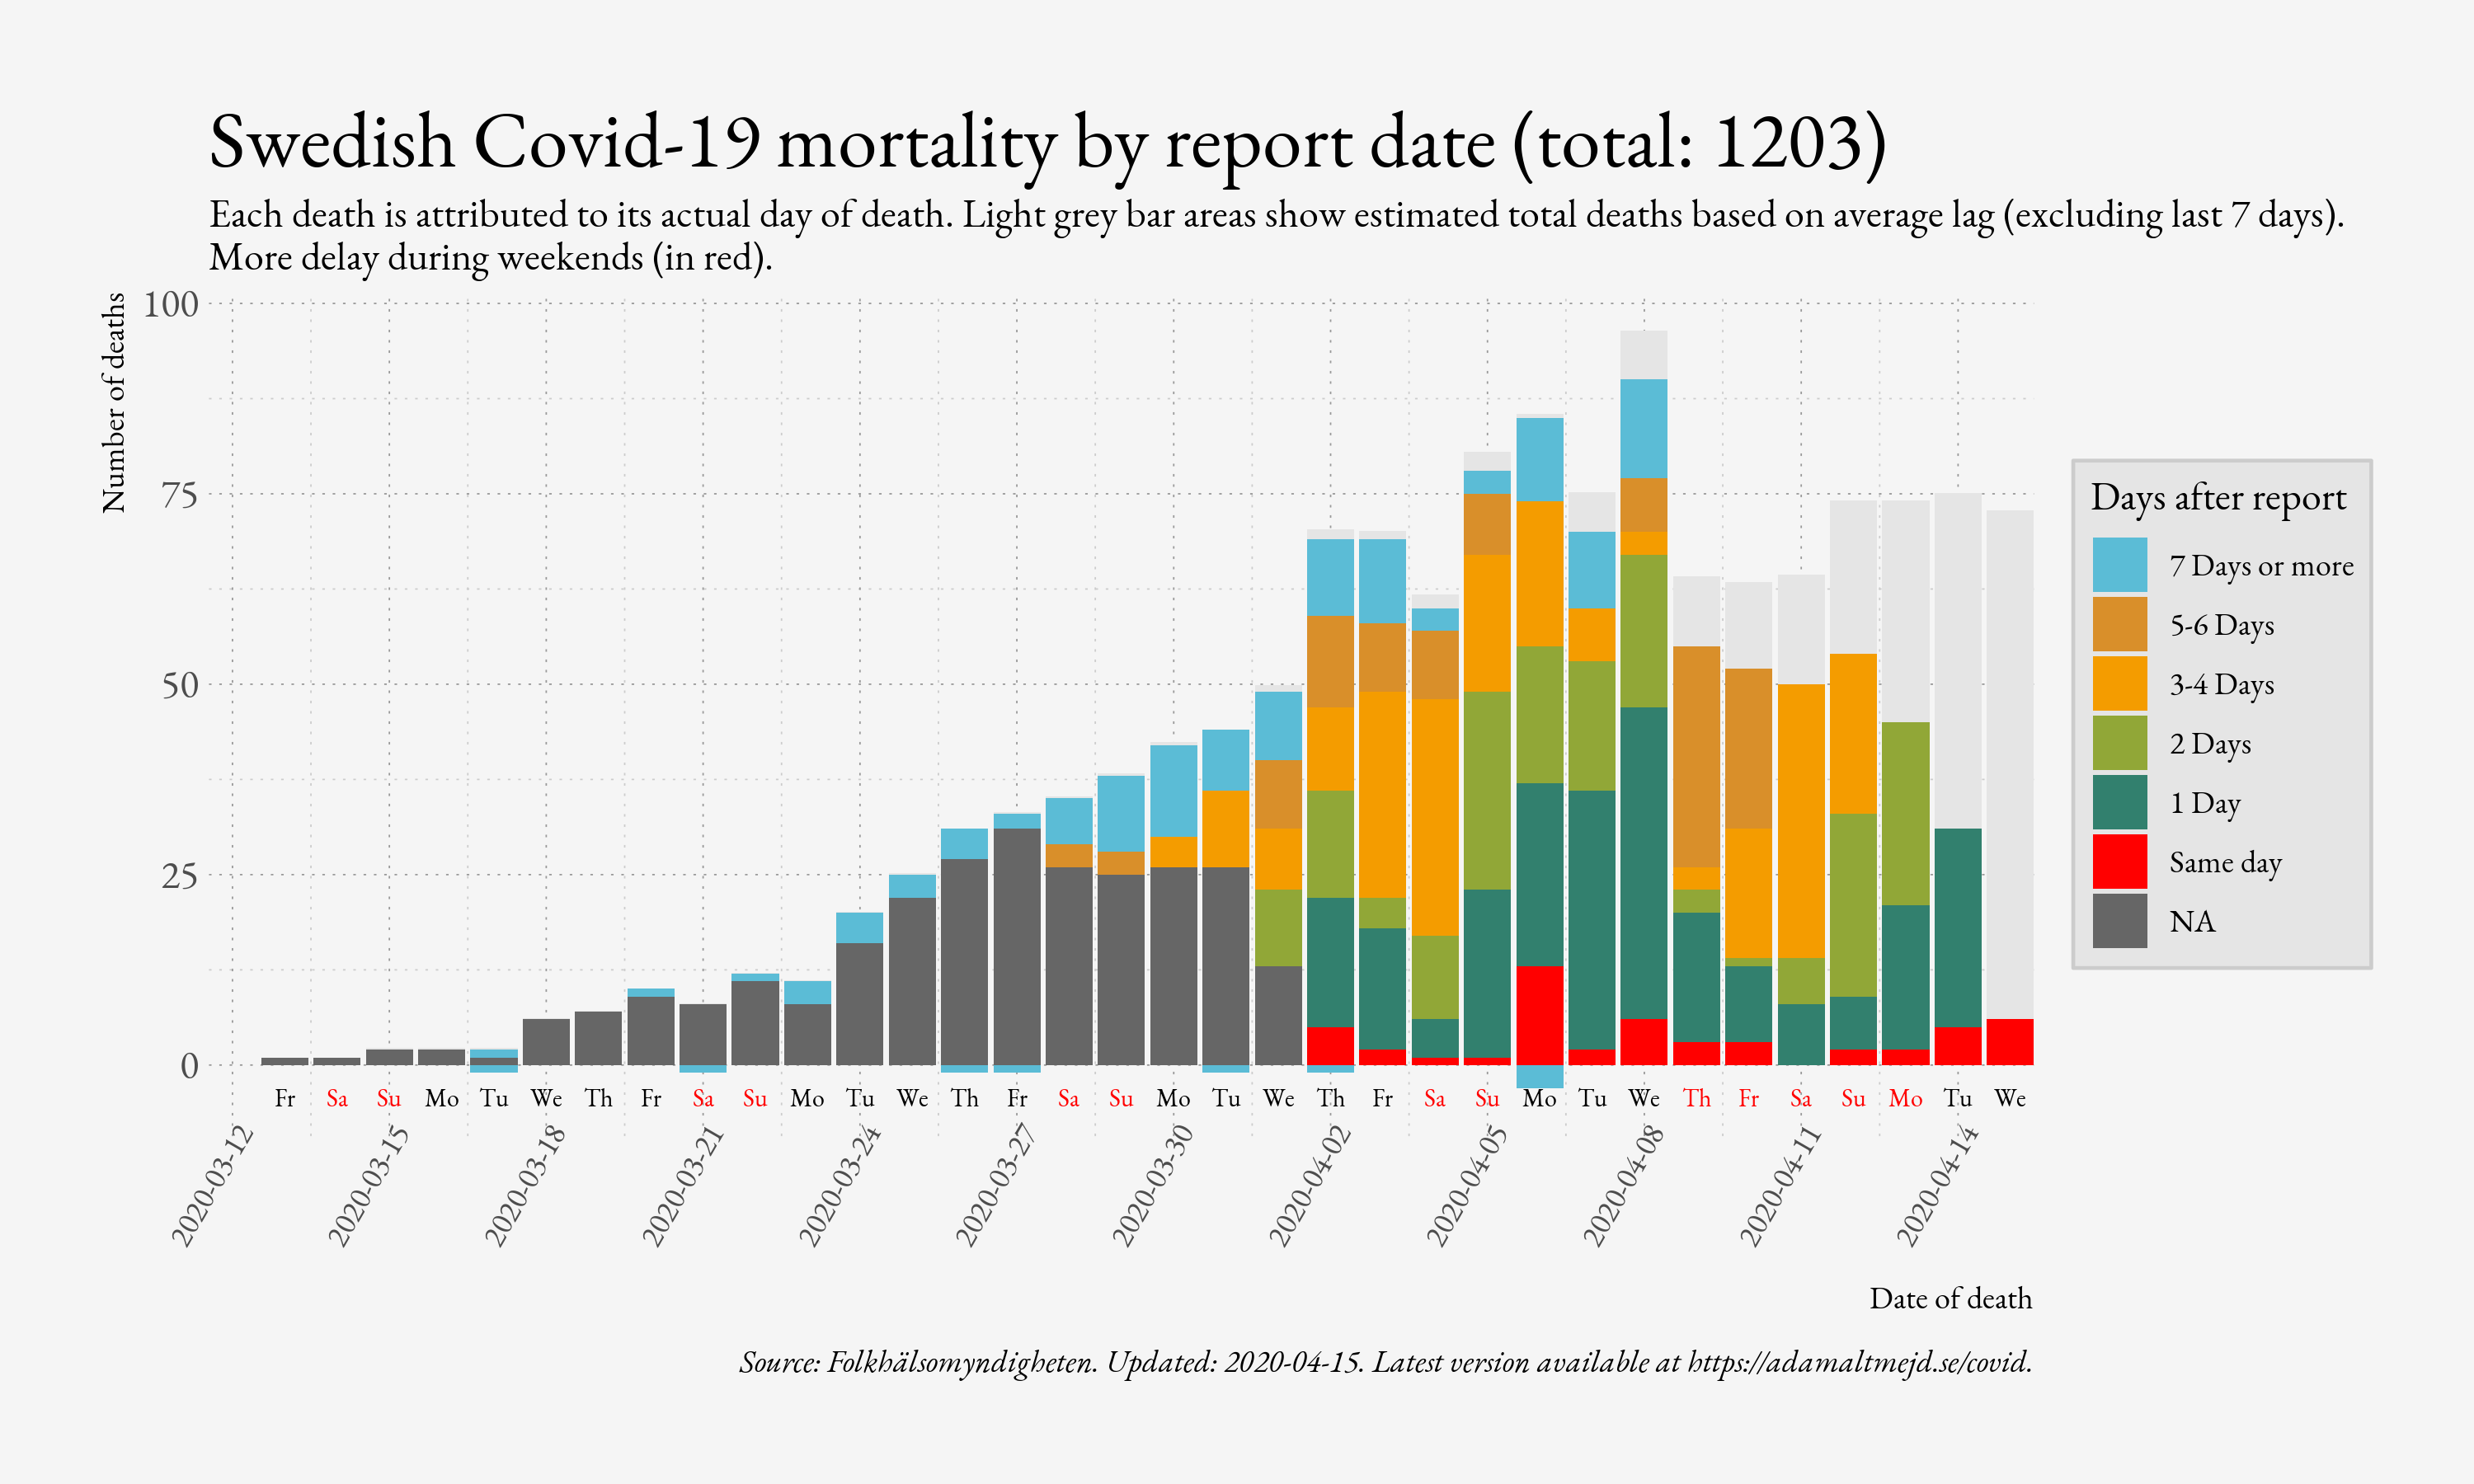 Swedish Covid-19 mortality by report date (total: 1203)
Each death is attributed to its actual day of death. Light grey bar areas show estimated total deaths based on average lag (excluding last 7 days).
More delay during weekends (in red).
Number of deaths
100
75
50
25
0
Fr Sa Su Mo Tu We Th Fr Sa Su Mo Tu We Th Fr Sa Su Mo Tu We Th Fr Sa Su Mo Tu We Th Fr Sa Su Mo Tu We
2020-03-12 2020-03-15 2020-03-18 2020-03-21 2020-03-24 2020-03-27 2020-03-30 2020-04-02 2020-04-05 2020-04-08 2020-04-11 2020-04-14
Date of death
Days after report
7 Days or more
5-6 Days
3-4 Days
2 Days
1 Day
Same day
NA
Source: Folkhälsomyndigheten. Updated: 2020-04-15. Latest version available at https://adamaltmejd.se/covid.